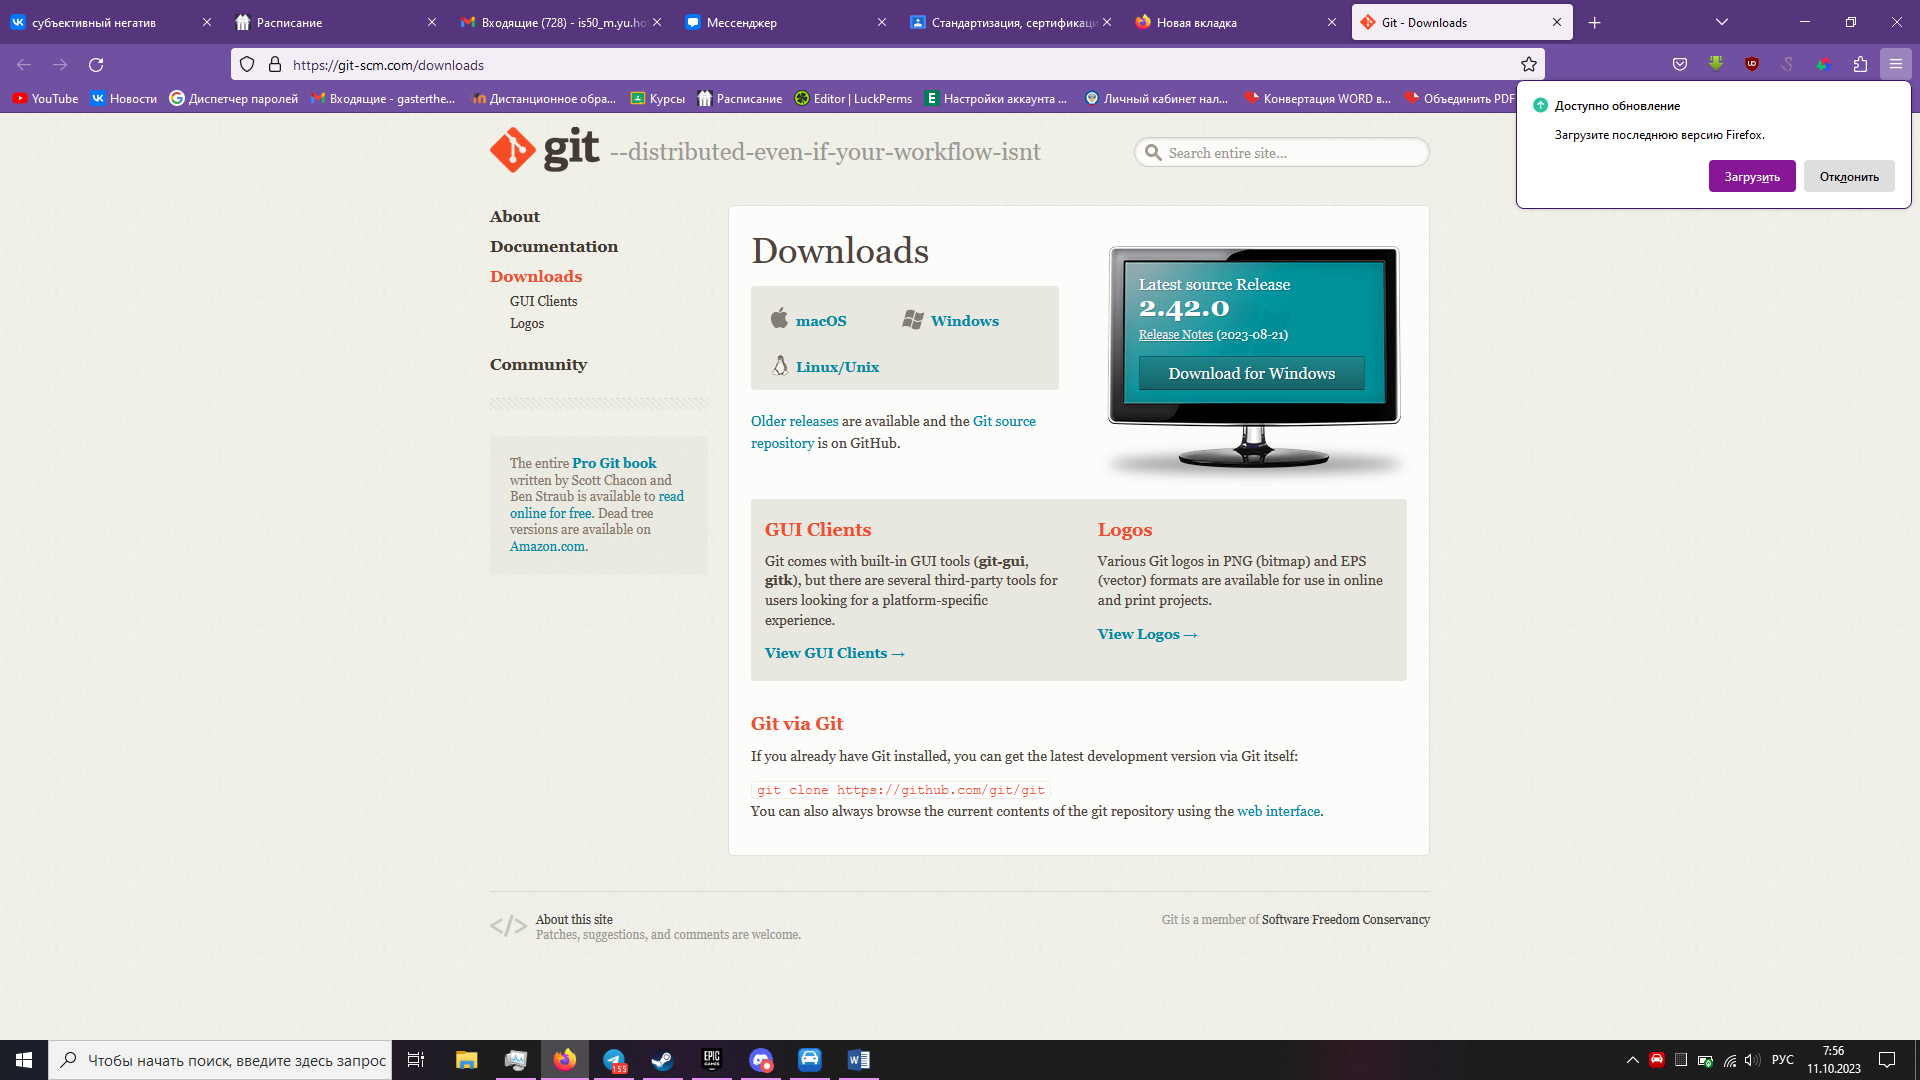 субъективный негатив
Расписание
Входящие (728) - is50_m.yu.ho
Мессенджер
Стандартизация, сертификаци
Новая вкладка
Git - Downloads
https://git-scm.com/downloads
YouTube
Новости
Диспетчер паролей
Входящие - gasterthe...
Дистанционное обра...
Курсы
Расписание
Editor | LuckPerms
Настройки аккаунта ...
Личный кабинет нал...
Конвертация WORD в...
Объединить PDF
Доступно обновление
Загрузите последнюю версию Firefox.
Загрузить
Отклонить
git --distributed-even-if-your-workflow-isnt
Search entire site...
About
Documentation
Downloads
GUI Clients
Logos
Community
The entire Pro Git book
written by Scott Chacon and
Ben Straub is available to read
online for free. Dead tree
versions are available on
Amazon.com.
Downloads
macOS
Windows
Linux/Unix
Older releases are available and the Git source
repository is on GitHub.
Latest source Release
2.42.0
Release Notes (2023-08-21)
Download for Windows
GUI Clients
Git comes with built-in GUI tools (git-gui,
gitk), but there are several third-party tools for
users looking for a platform-specific
experience.
View GUI Clients →
Logos
Various Git logos in PNG (bitmap) and EPS
(vector) formats are available for use in online
and print projects.
View Logos →
Git via Git
If you already have Git installed, you can get the latest development version via Git itself:
git clone https://github.com/git/git
You can also always browse the current contents of the git repository using the web interface.
</> About this site
Patches, suggestions, and comments are welcome.
Git is a member of Software Freedom Conservancy
Чтобы начать поиск, введите здесь запрос
155
EPIC
GAMES
РУС
7:56
11.10.2023